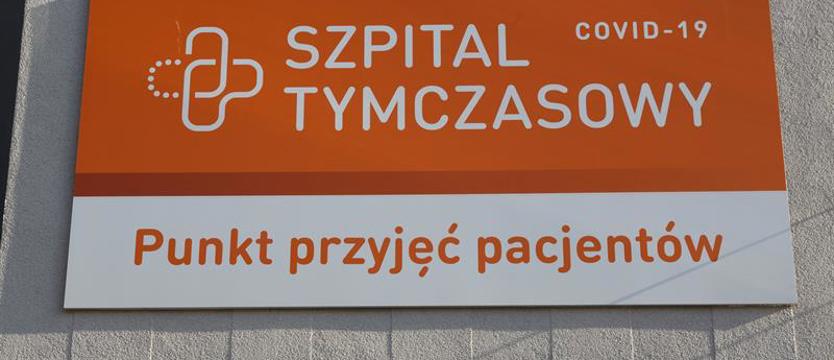 COVID-19
SZPITAL
TYMCZASOWY
Punkt przyjęć pacjentów